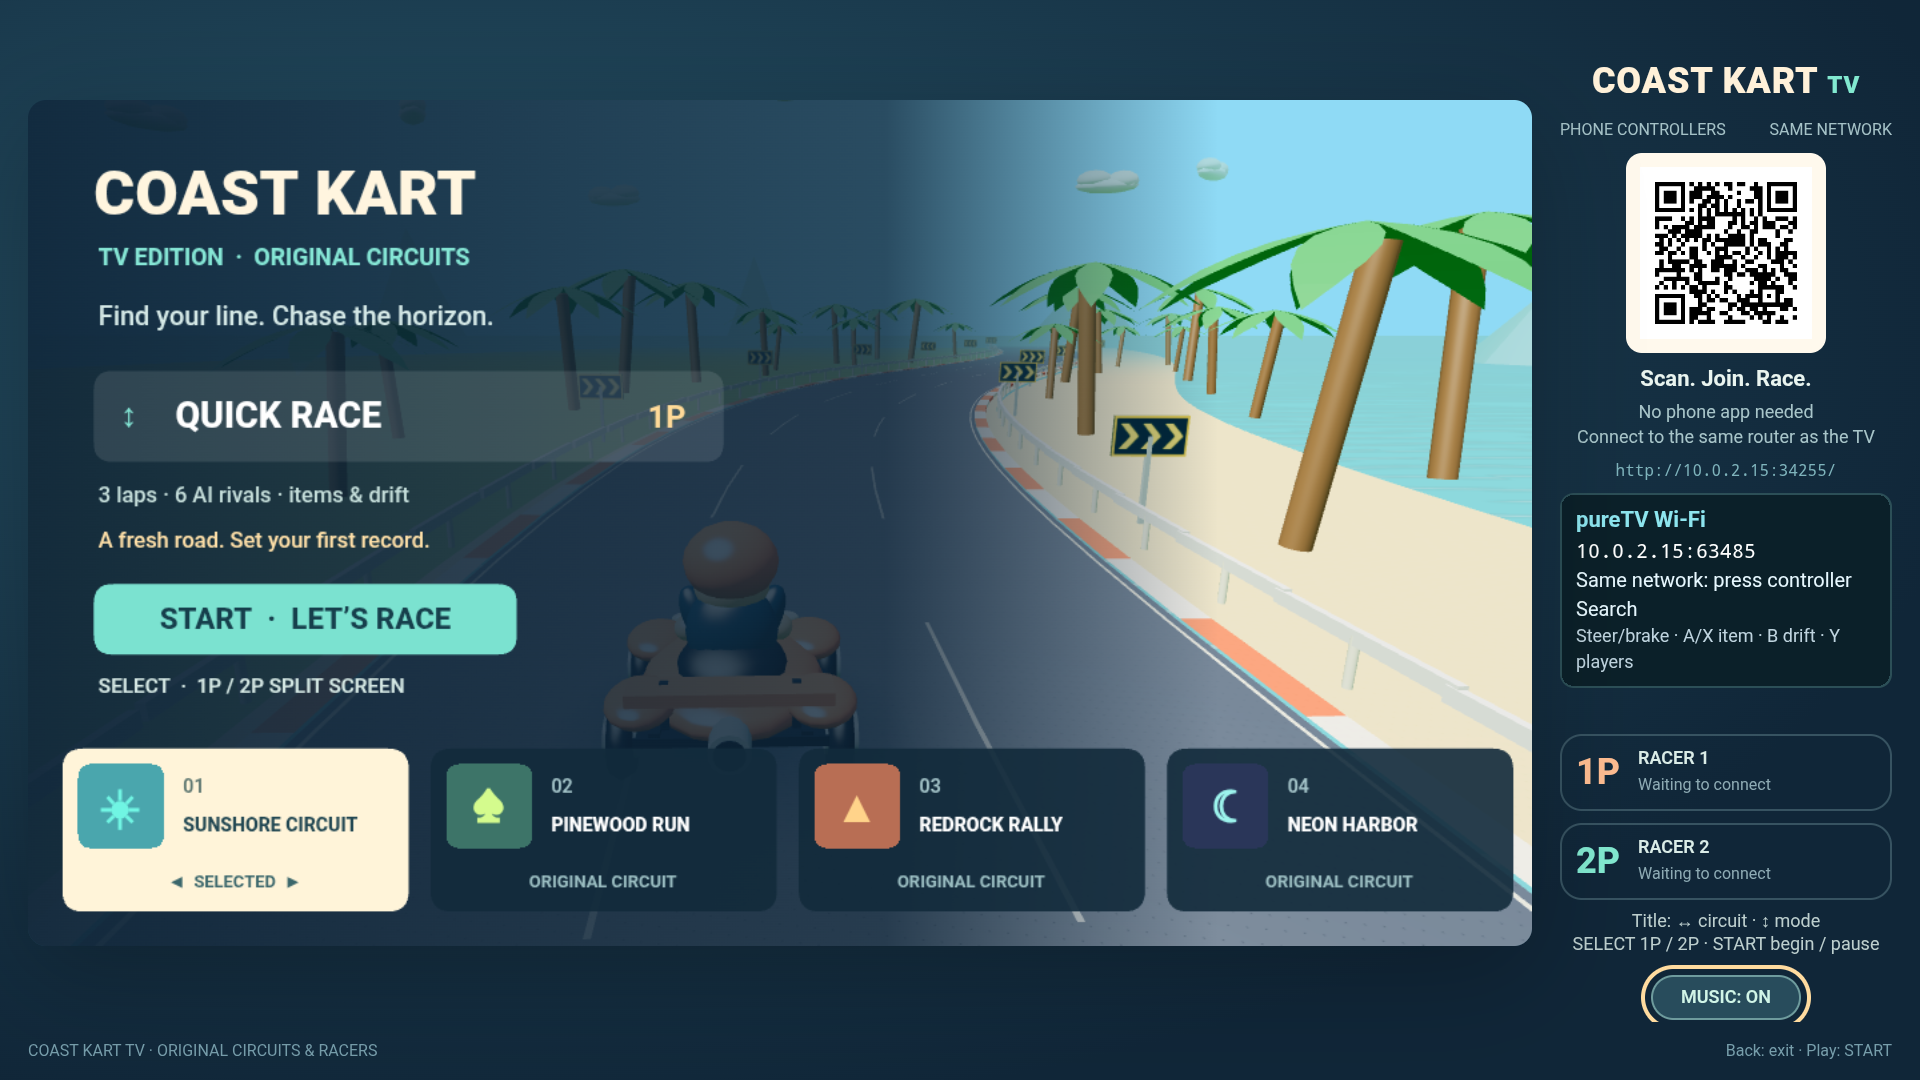 COAST KART
TV EDITION · ORIGINAL CIRCUITS
Find your line. Chase the horizon.
↕ QUICK RACE 1P
3 laps · 6 AI rivals · items & drift
A fresh road. Set your first record.
START · LET’S RACE
SELECT · 1P / 2P SPLIT SCREEN
01
SUNSHORE CIRCUIT
◄ SELECTED ►
02
PINEWOOD RUN
ORIGINAL CIRCUIT
03
REDROCK RALLY
ORIGINAL CIRCUIT
04
NEON HARBOR
ORIGINAL CIRCUIT
COAST KART TV
PHONE CONTROLLERS SAME NETWORK
Scan. Join. Race.
No phone app needed
Connect to the same router as the TV
http://10.0.2.15:34255/
pureTV Wi-Fi
10.0.2.15:63485
Same network: press controller
Search
Steer/brake · A/X item · B drift · Y
players
1P RACER 1
Waiting to connect
2P RACER 2
Waiting to connect
Title: ↔ circuit · ↕ mode
SELECT 1P / 2P · START begin / pause
MUSIC: ON
COAST KART TV · ORIGINAL CIRCUITS & RACERS
Back: exit · Play: START